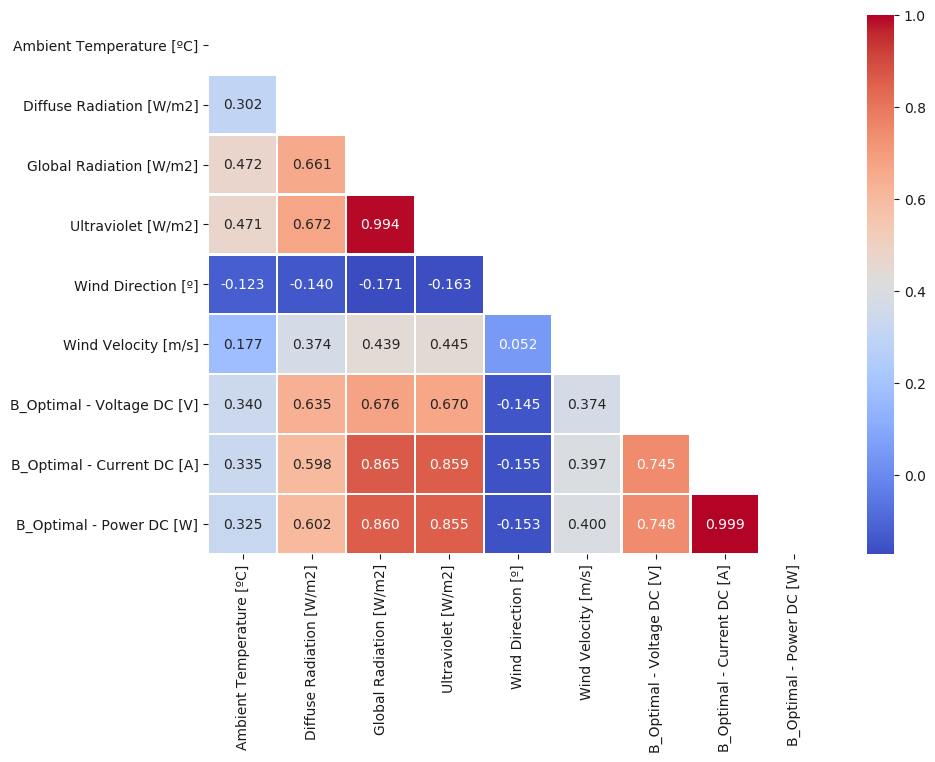 1.0
Ambient Temperature [ºC]
Diffuse Radiation [W/m2] 0.302
0.8
Global Radiation [W/m2] 0.472 0.661
Ultraviolet [W/m2] 0.471 0.672 0.994
0.6
Wind Direction [º] -0.123 -0.140 -0.171 -0.163
0.4
Wind Velocity [m/s] 0.177 0.374 0.439 0.445 0.052
0.2
B_Optimal - Voltage DC [V] 0.340 0.635 0.676 0.670 -0.145 0.374
B_Optimal - Current DC [A] 0.335 0.598 0.865 0.859 -0.155 0.397 0.745
0.0
B_Optimal - Power DC [W] 0.325 0.602 0.860 0.855 -0.153 0.400 0.748 0.999
Ambient Temperature [ºC]
Diffuse Radiation [W/m2]
Global Radiation [W/m2]
Ultraviolet [W/m2]
Wind Direction [º]
Wind Velocity [m/s]
B_Optimal - Voltage DC [V]
B_Optimal - Current DC [A]
B_Optimal - Power DC [W]